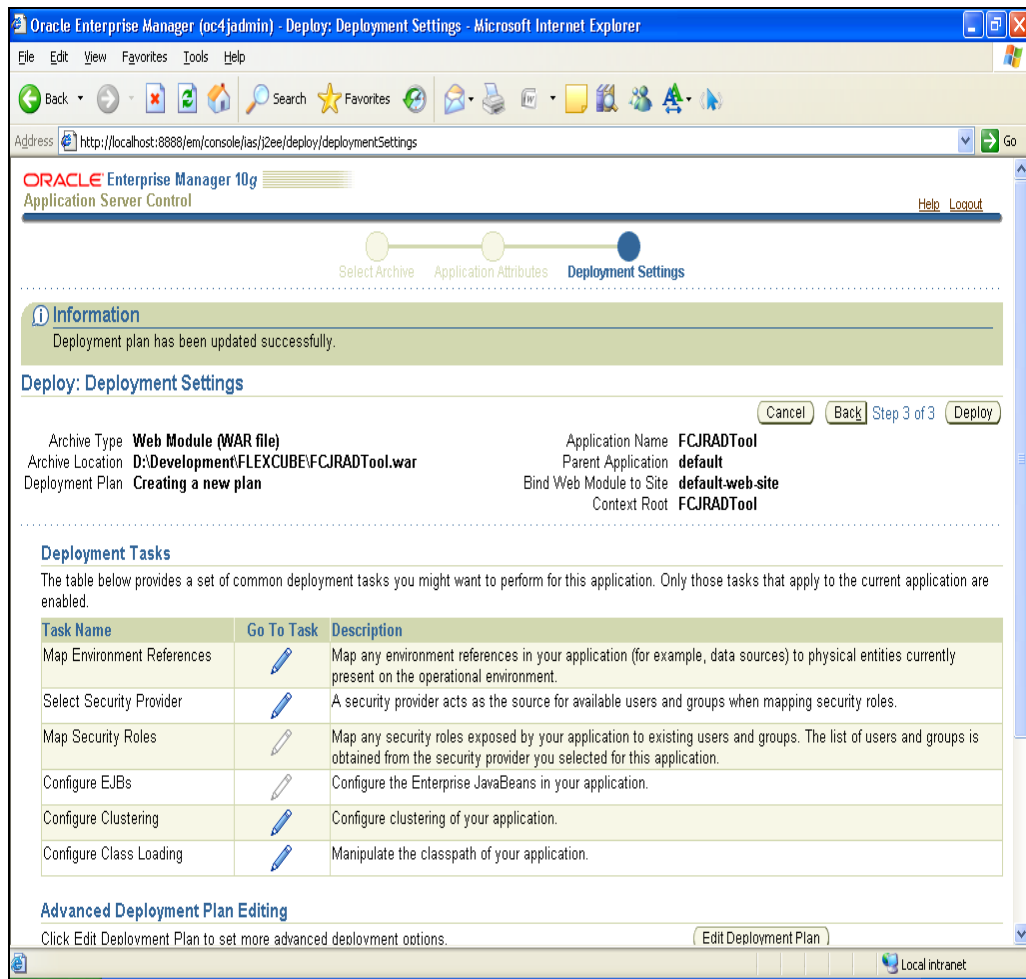 Oracle Enterprise Manager (oc4jadmin) - Deploy: Deployment Settings - Microsoft Internet Explorer
File Edit View Favorites Tools Help
Back Search Favorites
Address http://localhost:8888/em/console/ias/j2ee/deploy/deploymentSettings Go
ORACLE Enterprise Manager 10g
Application Server Control
Help Logout
Select Archive Application Attributes Deployment Settings
Information
Deployment plan has been updated successfully.
Deploy: Deployment Settings
Cancel Back Step 3 of 3 Deploy
Archive Type Web Module (WAR file)
Archive Location D:\Development\FLEXCUBE\FCJRADTool.war
Deployment Plan Creating a new plan
Application Name FCJRADTool
Parent Application default
Bind Web Module to Site default-web-site
Context Root FCJRADTool
Deployment Tasks
The table below provides a set of common deployment tasks you might want to perform for this application. Only those tasks that apply to the current application are
enabled.
Task Name Go To Task Description
Map Environment References Map any environment references in your application (for example, data sources) to physical entities currently
present on the operational environment.
Select Security Provider A security provider acts as the source for available users and groups when mapping security roles.
Map Security Roles Map any security roles exposed by your application to existing users and groups. The list of users and groups is
obtained from the security provider you selected for this application.
Configure EJBs Configure the Enterprise JavaBeans in your application.
Configure Clustering Configure clustering of your application.
Configure Class Loading Manipulate the classpath of your application.
Advanced Deployment Plan Editing
Click Edit Deployment Plan to set more advanced deployment options. Edit Deployment Plan
Local intranet